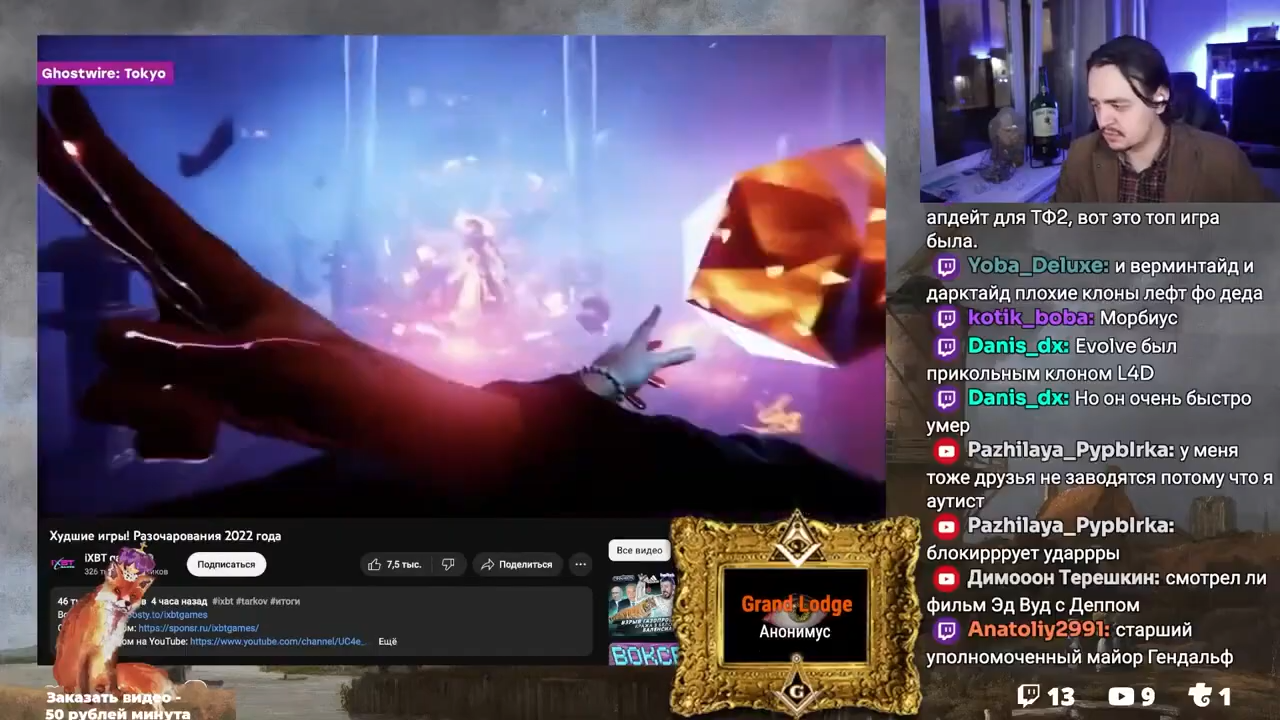 Ghostwire: Tokyo
Худшие игры! Разочарования 2022 года
Подписаться
7,5 тыс.
Поделиться
Все видео
4 часа назад #ixbt #tarkov #итоги
https://sponsr.ru/ixbtgames/
ом на YouTube: https://www.youtube.com/channel/UC4e_...
Ещё
Заказать видео -
50 рублей минута
Grand Lodge
Анонимус
G
апдейт для ТФ2, вот это топ игра
была.
Yoba_Deluxe: и верминтайд и
дарктайд плохие клоны лефт фо деда
kotik_boba: Морбиус
Danis_dx: Evolve был
прикольным клоном L4D
Danis_dx: Но он очень быстро
умер
Pazhilaya_PypbIrka: у меня
тоже друзья не заводятся потому что я
аутист
Pazhilaya_PypbIrka:
блокирррует ударрры
Димооон Терешкин: смотрел ли
фильм Эд Вуд с Деппом
Anatoliy2991: старший
уполномоченный майор Гендальф
13
9
1